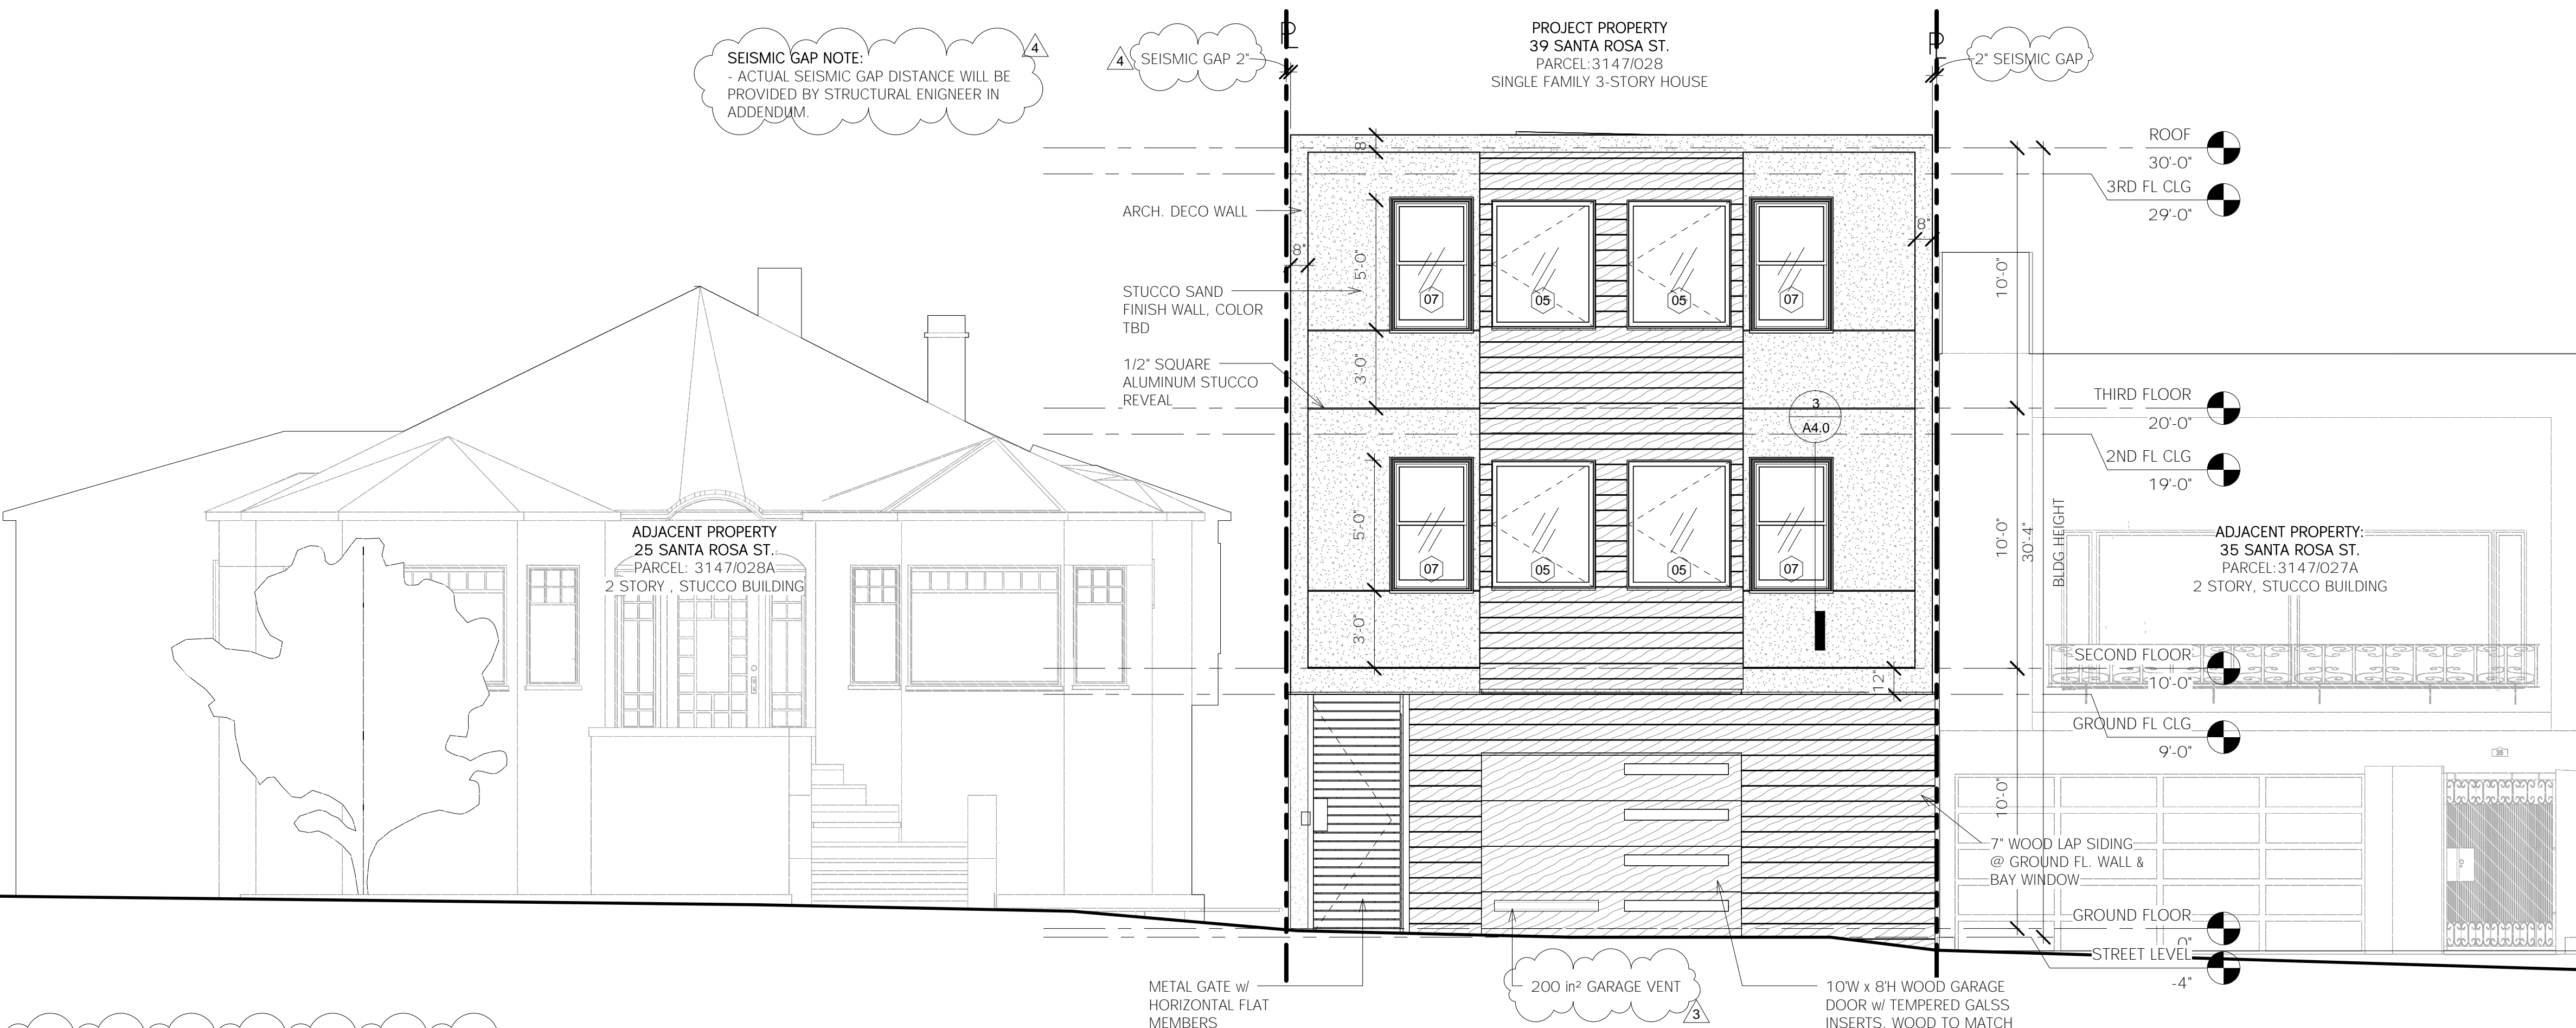 SEISMIC GAP NOTE:
- ACTUAL SEISMIC GAP DISTANCE WILL BE
PROVIDED BY STRUCTURAL ENIGNEER IN
ADDENDUM.
4
4
SEISMIC GAP 2"
PL
PROJECT PROPERTY
39 SANTA ROSA ST.
PARCEL:3147/028
SINGLE FAMILY 3-STORY HOUSE
PL
2" SEISMIC GAP
ARCH. DECO WALL
STUCCO SAND
FINISH WALL, COLOR
TBD
1/2" SQUARE
ALUMINUM STUCCO
REVEAL
8"
8"
8"
5'-0"
3'-0"
5'-0"
3'-0"
12"
07
05
05
07
3
A4.0
07
05
05
07
ROOF
30'-0"
3RD FL CLG
29'-0"
THIRD FLOOR
20'-0"
2ND FL CLG
19'-0"
SECOND FLOOR
10'-0"
GROUND FL CLG
9'-0"
GROUND FLOOR
0"
STREET LEVEL
-4"
10'-0"
10'-0"
10'-0"
30'-4"
BLDG HEIGHT
ADJACENT PROPERTY
25 SANTA ROSA ST.
PARCEL: 3147/028A
2 STORY , STUCCO BUILDING
ADJACENT PROPERTY:
35 SANTA ROSA ST.
PARCEL:3147/027A
2 STORY, STUCCO BUILDING
7" WOOD LAP SIDING
@ GROUND FL. WALL &
BAY WINDOW
METAL GATE w/
HORIZONTAL FLAT
MEMBERS
200 in² GARAGE VENT
3
10'W x 8'H WOOD GARAGE
DOOR w/ TEMPERED GALSS
INSERTS. WOOD TO MATCH